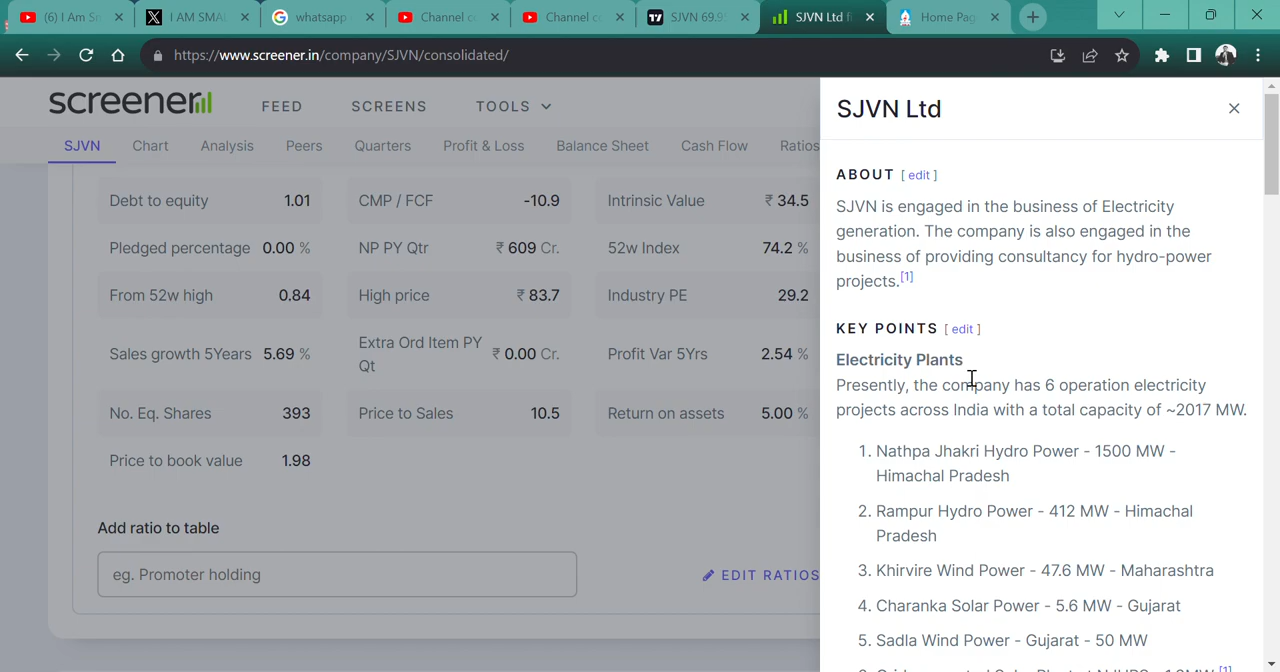 (6) I Am Sm
I AM SMAL
whatsapp
Channel c
Channel co
SJVN 69.9
SJVN Ltd fi
Home Pag
https://www.screener.in/company/SJVN/consolidated/
screener
FEED
SCREENS
TOOLS
SJVN
Chart
Analysis
Peers
Quarters
Profit & Loss
Balance Sheet
Cash Flow
Ratios
Debt to equity 1.01
CMP / FCF -10.9
Intrinsic Value ₹ 34.5
Pledged percentage 0.00 %
NP PY Qtr ₹ 609 Cr.
52w Index 74.2 %
From 52w high 0.84
High price ₹ 83.7
Industry PE 29.2
Sales growth 5Years 5.69 %
Extra Ord Item PY
Qt ₹ 0.00 Cr.
Profit Var 5Yrs 2.54 %
No. Eq. Shares 393
Price to Sales 10.5
Return on assets 5.00 %
Price to book value 1.98
Add ratio to table
eg. Promoter holding
EDIT RATIOS
SJVN Ltd
ABOUT [ edit ]
SJVN is engaged in the business of Electricity
generation. The company is also engaged in the
business of providing consultancy for hydro-power
projects.[1]
KEY POINTS [ edit ]
Electricity Plants
Presently, the company has 6 operation electricity
projects across India with a total capacity of ~2017 MW.
1. Nathpa Jhakri Hydro Power - 1500 MW -
Himachal Pradesh
2. Rampur Hydro Power - 412 MW - Himachal
Pradesh
3. Khirvire Wind Power - 47.6 MW - Maharashtra
4. Charanka Solar Power - 5.6 MW - Gujarat
5. Sadla Wind Power - Gujarat - 50 MW